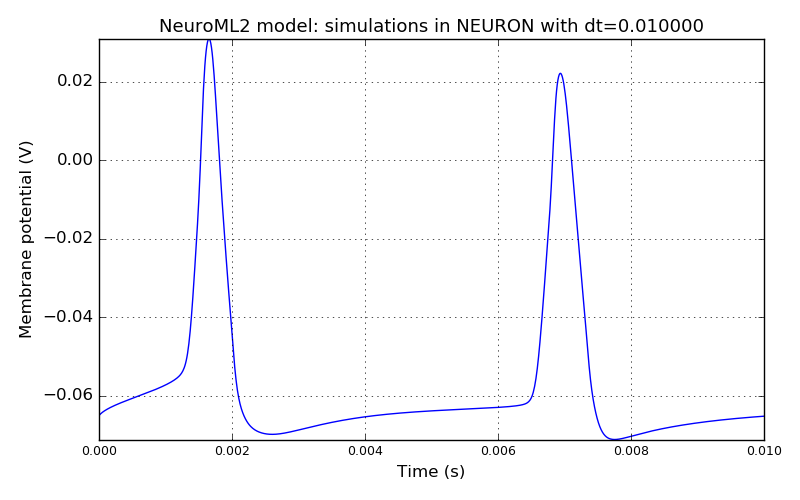 NeuroML2 model: simulations in NEURON with dt=0.010000
0.02
0.00
−0.02
−0.04
−0.06
Membrane potential (V)
0.000 0.002 0.004 0.006 0.008 0.010
Time (s)